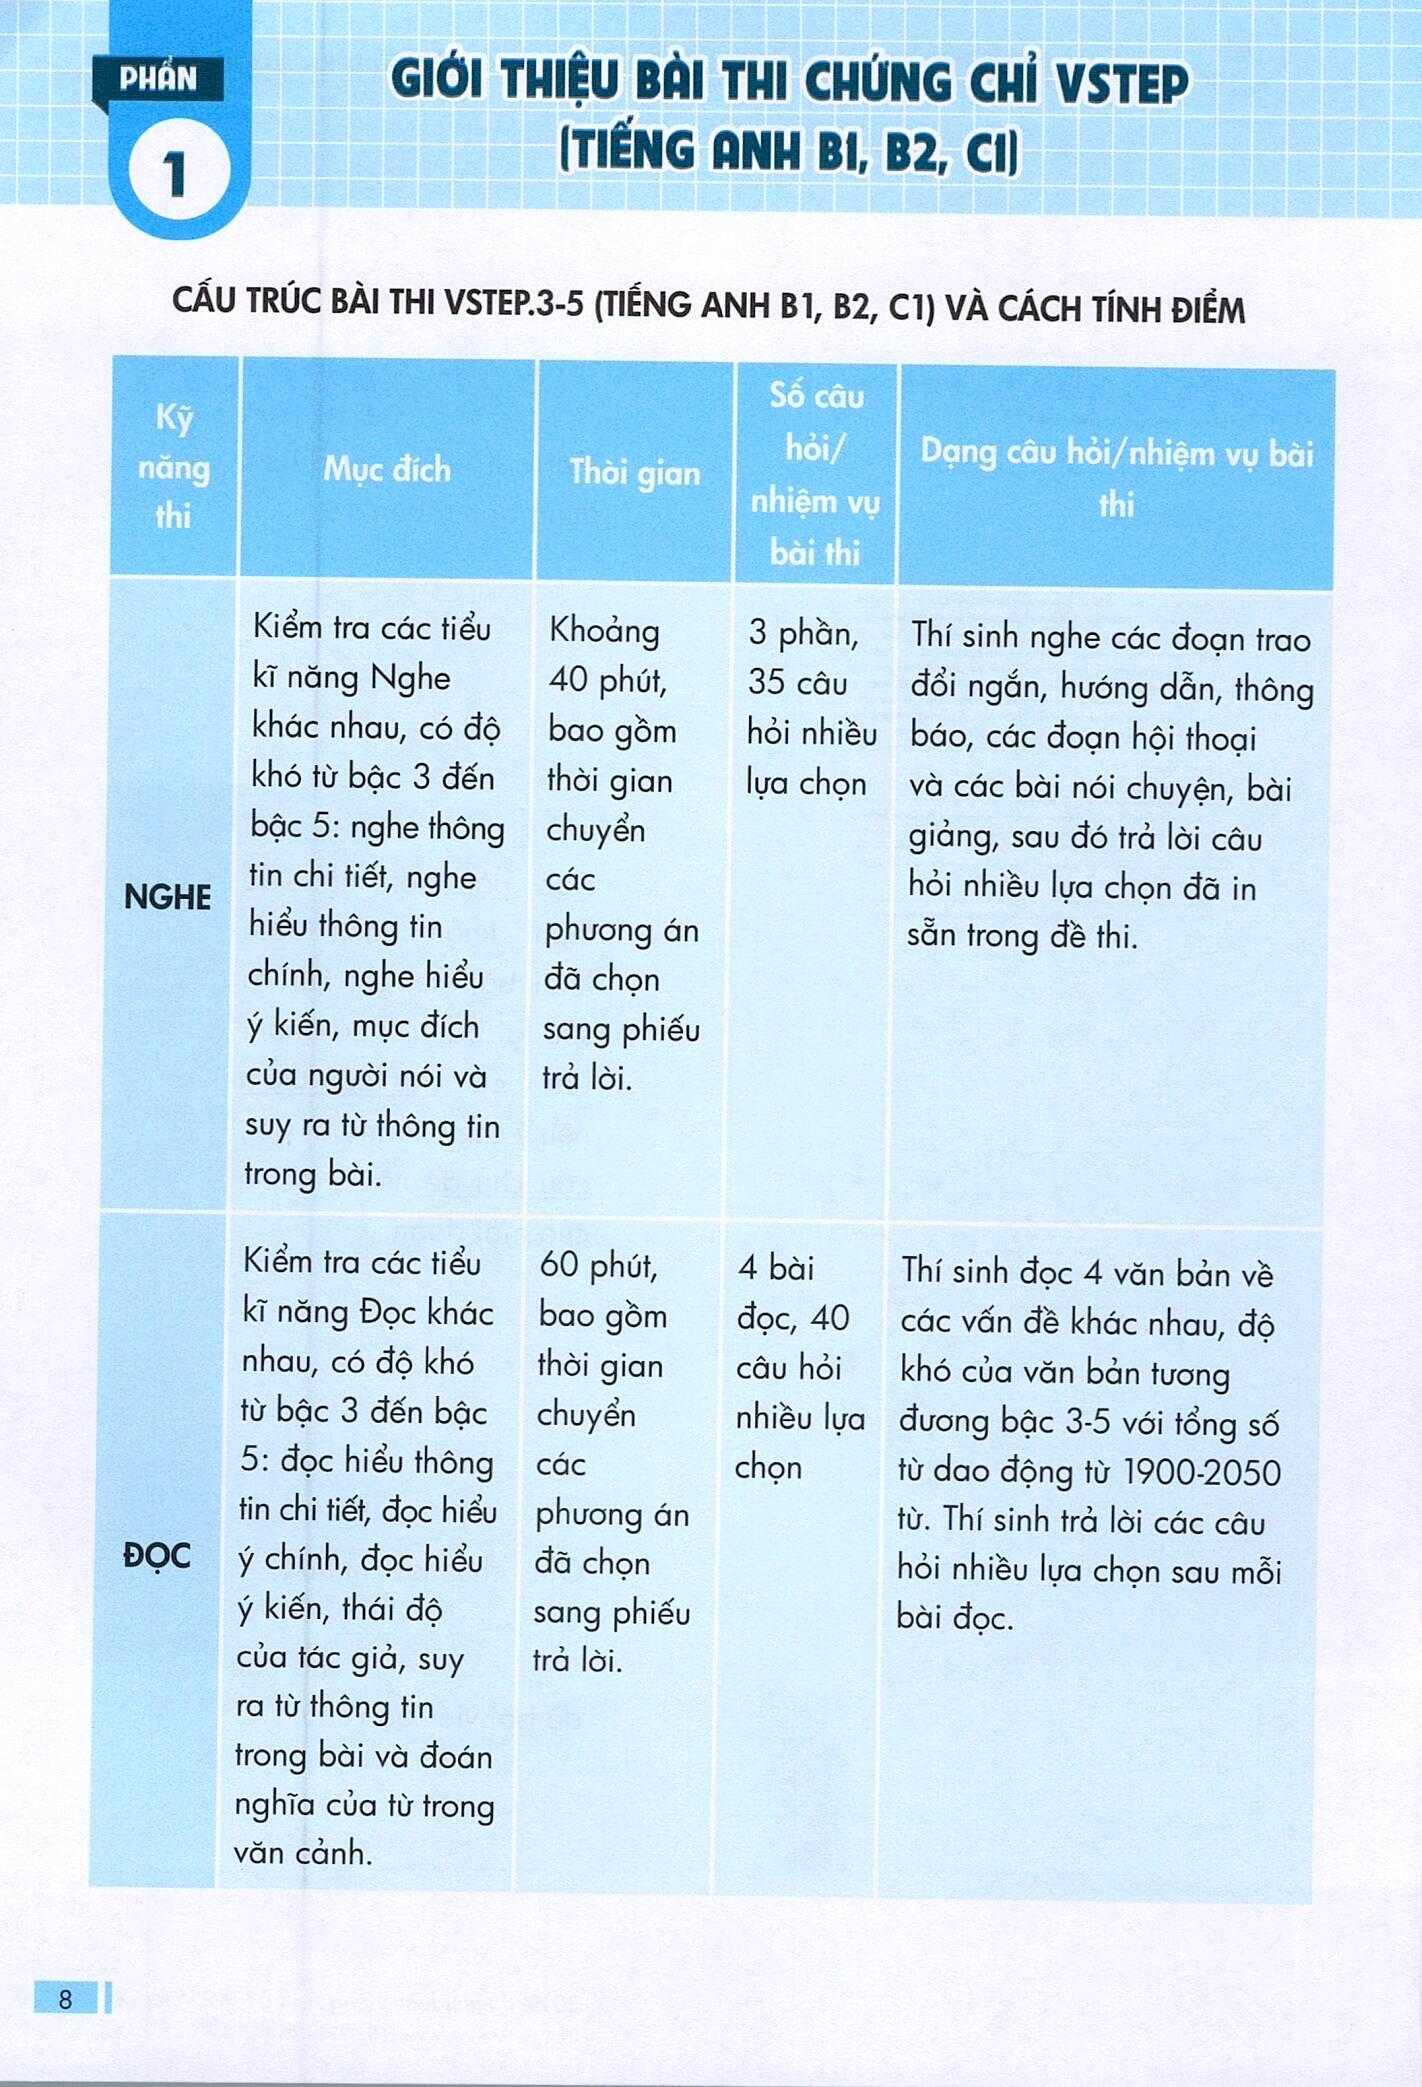 PHẦN
1
GIỚI THIỆU BÀI THI CHỨNG CHỈ VSTEP
(TIẾNG ANH B1, B2, C1)
CẤU TRÚC BÀI THI VSTEP.3-5 (TIẾNG ANH B1, B2, C1) VÀ CÁCH TÍNH ĐIỂM
Kỹ
năng
thi
Mục đích
Thời gian
Số câu
hỏi/
nhiệm vụ
bài thi
Dạng câu hỏi/nhiệm vụ bài
thi
NGHE
Kiểm tra các tiểu
kĩ năng Nghe
khác nhau, có độ
khó từ bậc 3 đến
bậc 5: nghe thông
tin chi tiết, nghe
hiểu thông tin
chính, nghe hiểu
ý kiến, mục đích
của người nói và
suy ra từ thông tin
trong bài.
Khoảng
40 phút,
bao gồm
thời gian
chuyển
các
phương án
đã chọn
sang phiếu
trả lời.
3 phần,
35 câu
hỏi nhiều
lựa chọn
Thí sinh nghe các đoạn trao
đổi ngắn, hướng dẫn, thông
báo, các đoạn hội thoại
và các bài nói chuyện, bài
giảng, sau đó trả lời câu
hỏi nhiều lựa chọn đã in
sẵn trong đề thi.
ĐỌC
Kiểm tra các tiểu
kĩ năng Đọc khác
nhau, có độ khó
từ bậc 3 đến bậc
5: đọc hiểu thông
tin chi tiết, đọc hiểu
ý chính, đọc hiểu
ý kiến, thái độ
của tác giả, suy
ra từ thông tin
trong bài và đoán
nghĩa của từ trong
văn cảnh.
60 phút,
bao gồm
thời gian
chuyển
các
phương án
đã chọn
sang phiếu
trả lời.
4 bài
đọc, 40
câu hỏi
nhiều lựa
chọn
Thí sinh đọc 4 văn bản về
các vấn đề khác nhau, độ
khó của văn bản tương
đương bậc 3-5 với tổng số
từ dao động từ 1900-2050
từ. Thí sinh trả lời các câu
hỏi nhiều lựa chọn sau mỗi
bài đọc.
8